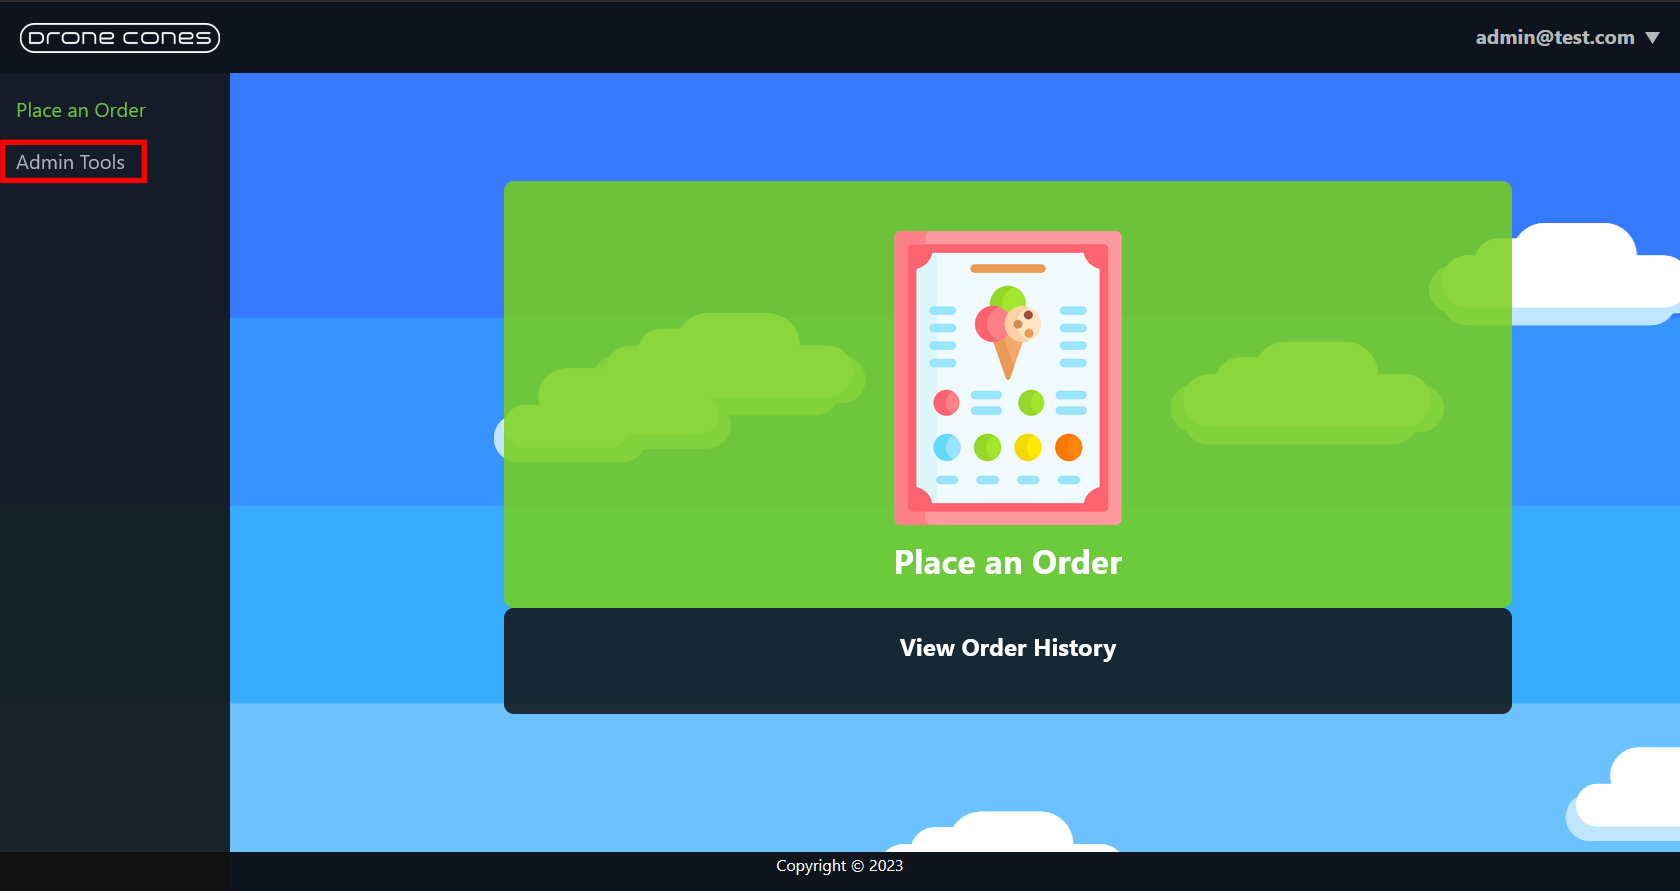 Drone cones
admin@test.com
Place an Order
Admin Tools
Place an Order
View Order History
Copyright © 2023